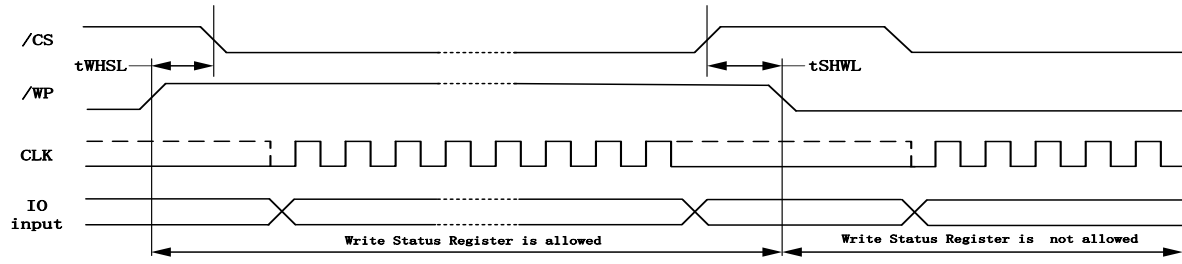 /CS
tWHSL
tSHWL
/WP
CLK
IO
input
Write Status Register is allowed
Write Status Register is not allowed